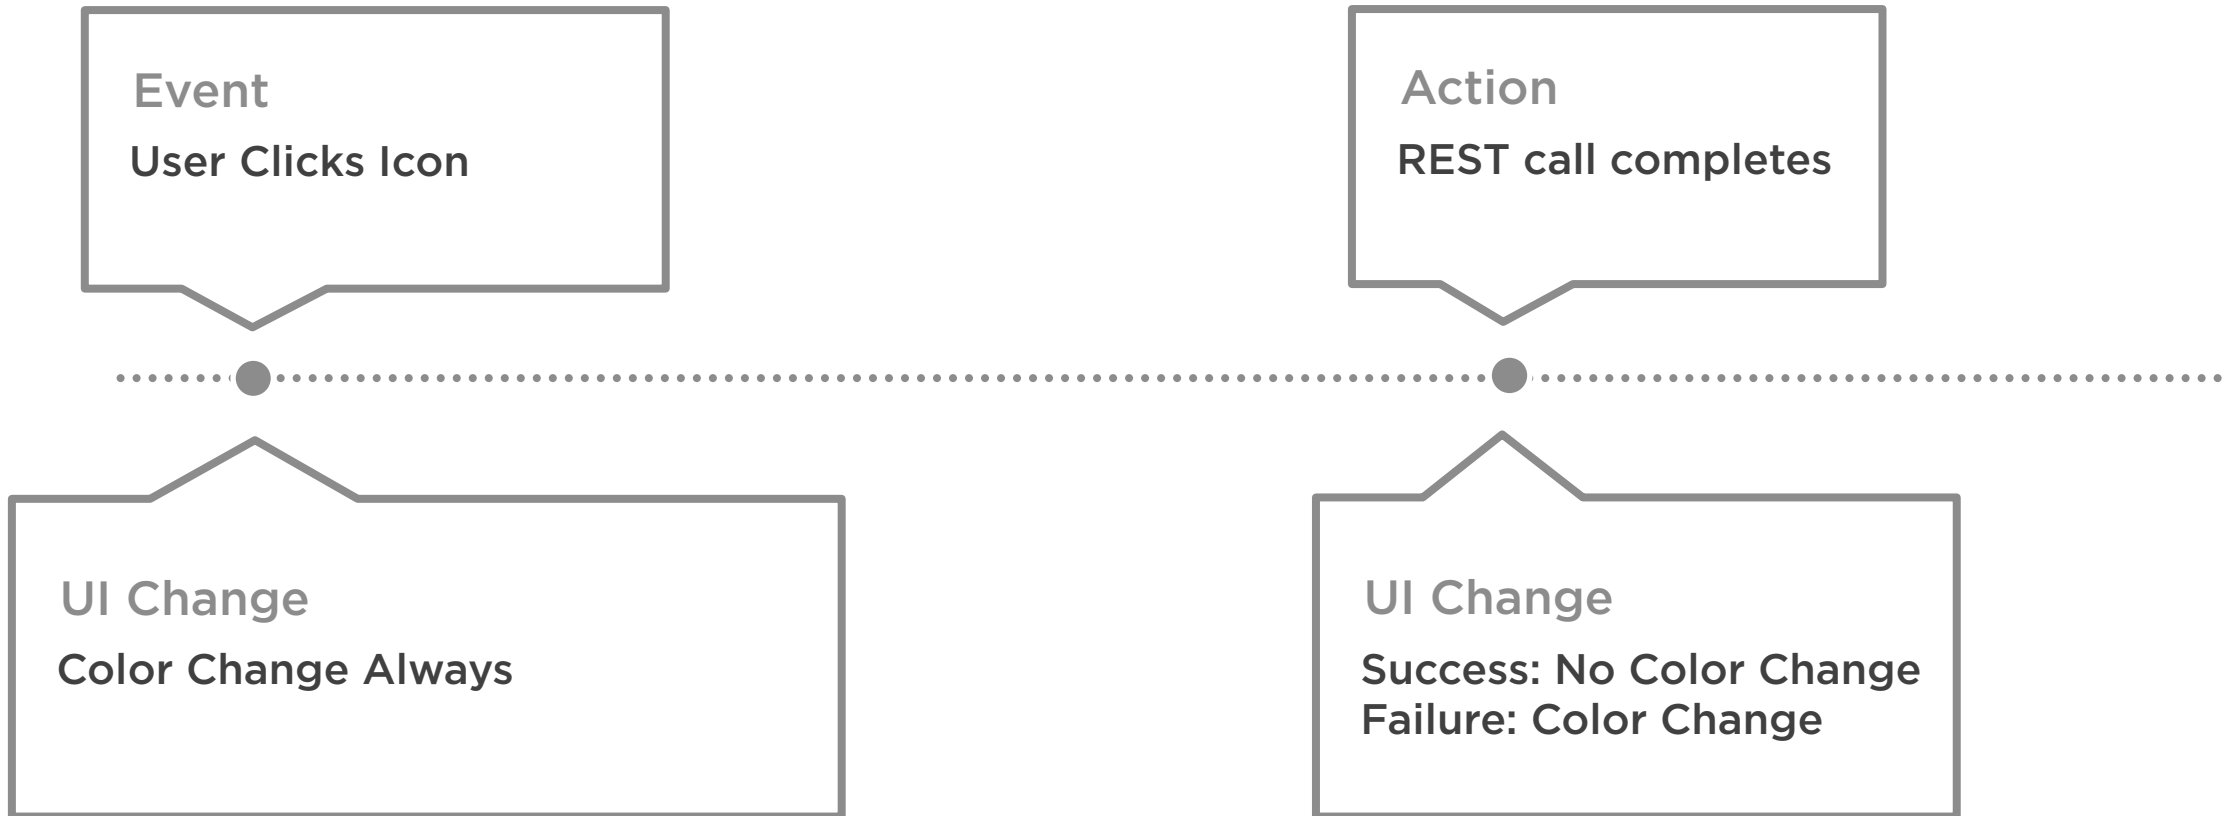 Event
User Clicks Icon
Action
REST call completes
UI Change
Color Change Always
UI Change
Success: No Color Change
Failure: Color Change